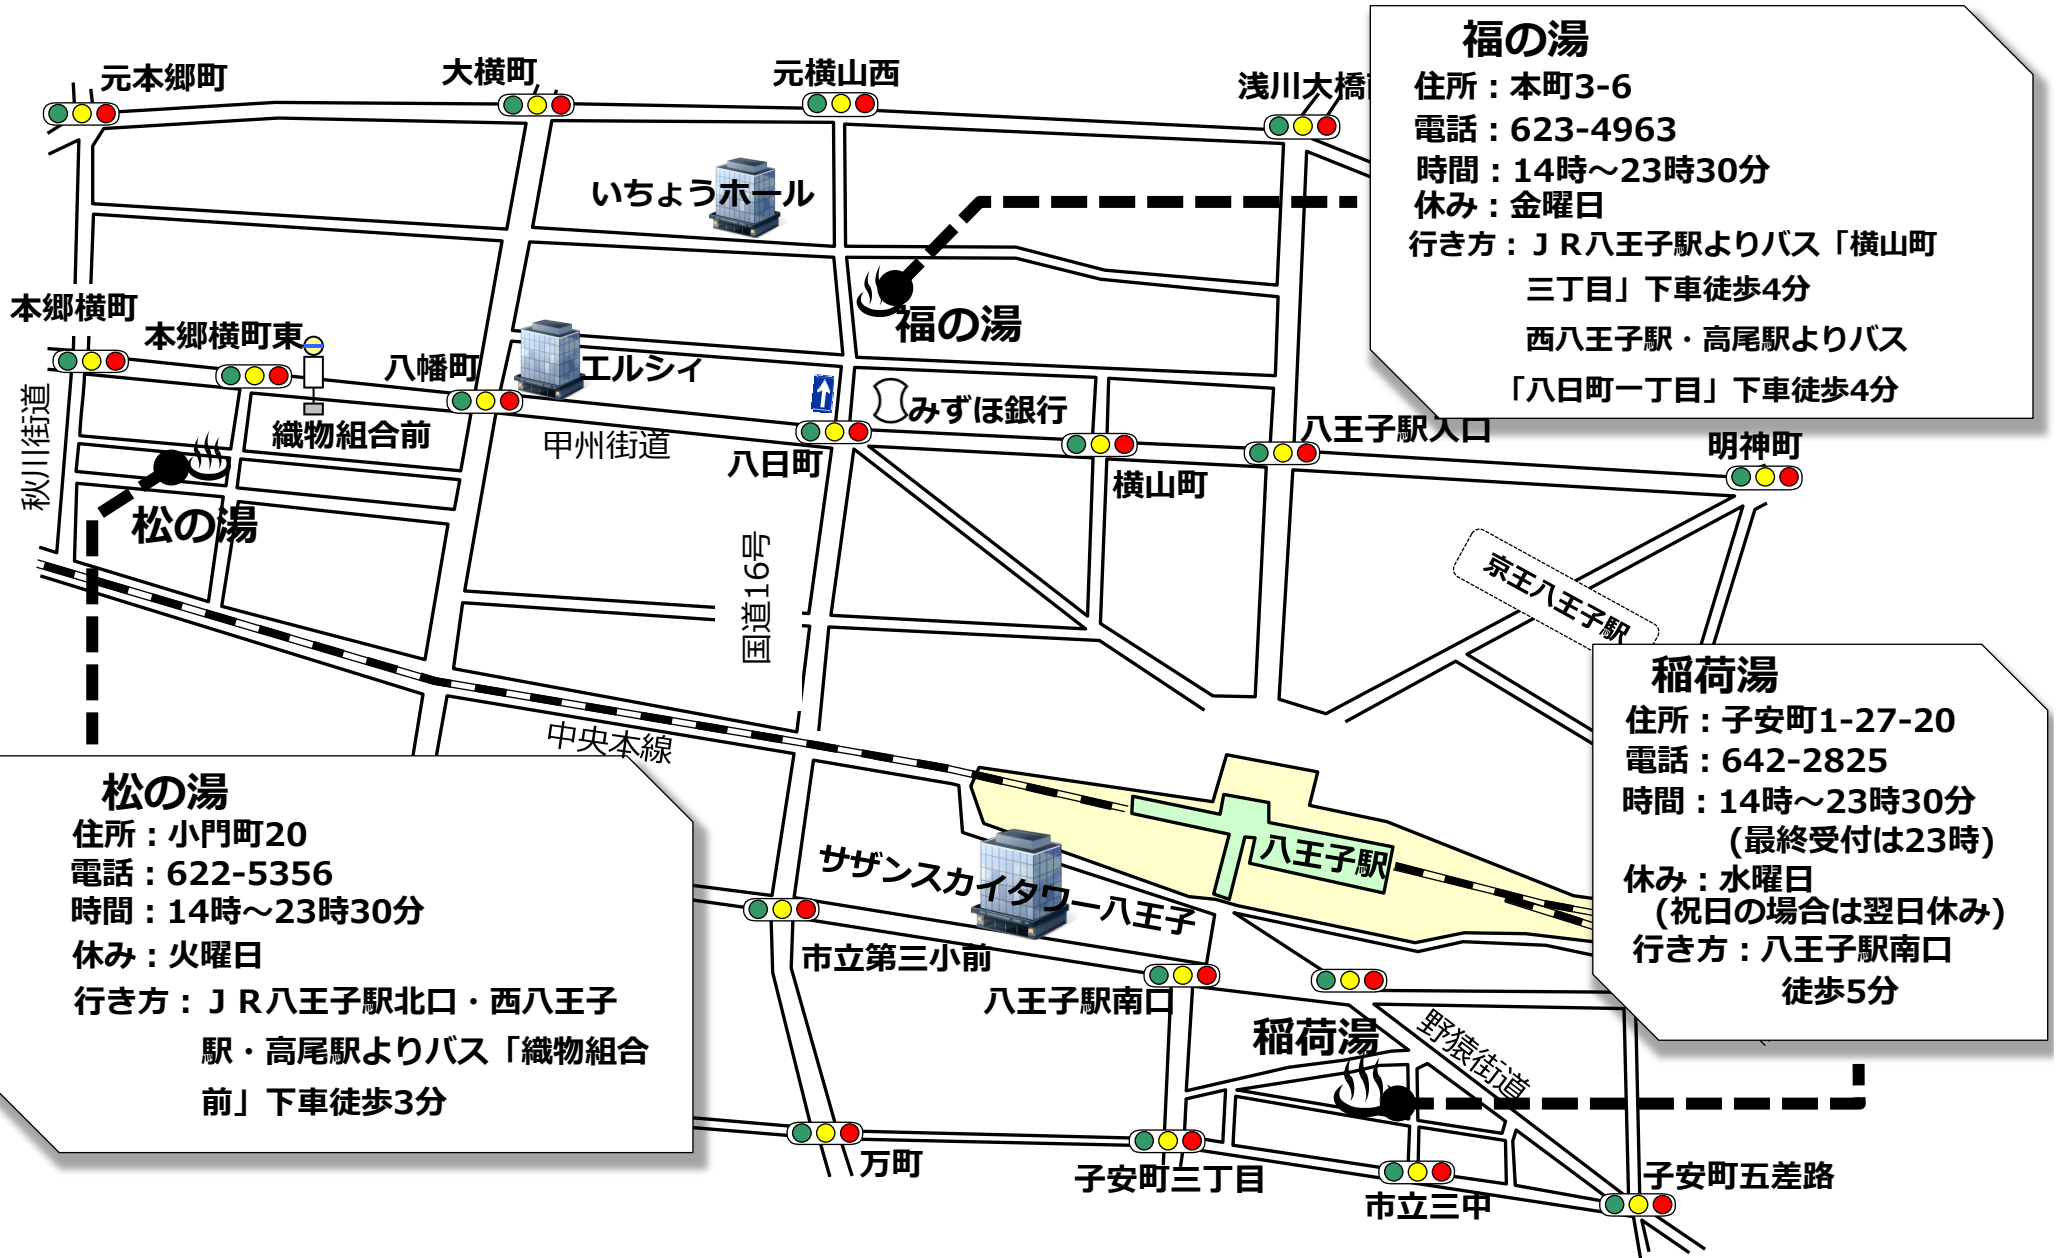 元本郷町
大横町
元横山西
浅川大橋
福の湯
住所：本町3-6
電話：623-4963
時間：14時～23時30分
休み：金曜日
行き方：ＪＲ八王子駅よりバス「横山町
三丁目」下車徒歩4分
西八王子駅・高尾駅よりバス
「八日町一丁目」下車徒歩4分
いちょうホール
福の湯
本郷横町
本郷横町東
八幡町
エルシィ
みずほ銀行
織物組合前
甲州街道
八日町
横山町
八王子駅入口
明神町
秋川街道
松の湯
国道16号
京王八王子駅
中央本線
稲荷湯
住所：子安町1-27-20
電話：642-2825
時間：14時～23時30分
(最終受付は23時)
休み：水曜日
(祝日の場合は翌日休み)
行き方：八王子駅南口
徒歩5分
松の湯
住所：小門町20
電話：622-5356
時間：14時～23時30分
休み：火曜日
行き方：ＪＲ八王子駅北口・西八王子
駅・高尾駅よりバス「織物組合
前」下車徒歩3分
八王子駅
サザンスカイタワー八王子
市立第三小前
八王子駅南口
稲荷湯
野猿街道
万町
子安町三丁目
市立三中
子安町五差路